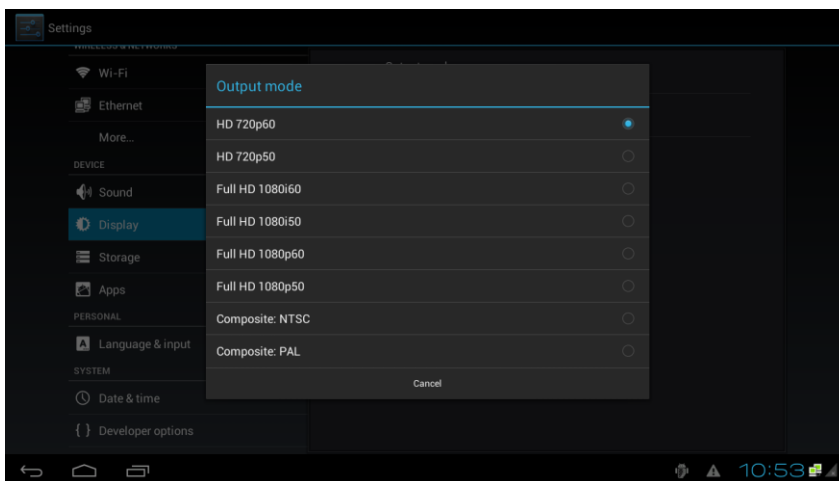 Settings
WIRELESS & NETWORKS
Wi-Fi
Ethernet
More...
DEVICE
Sound
Display
Storage
Apps
PERSONAL
Language & input
SYSTEM
Date & time
Developer options
Output mode
HD 720p60
HD 720p50
Full HD 1080i60
Full HD 1080i50
Full HD 1080p60
Full HD 1080p50
Composite: NTSC
Composite: PAL
Cancel
10:53